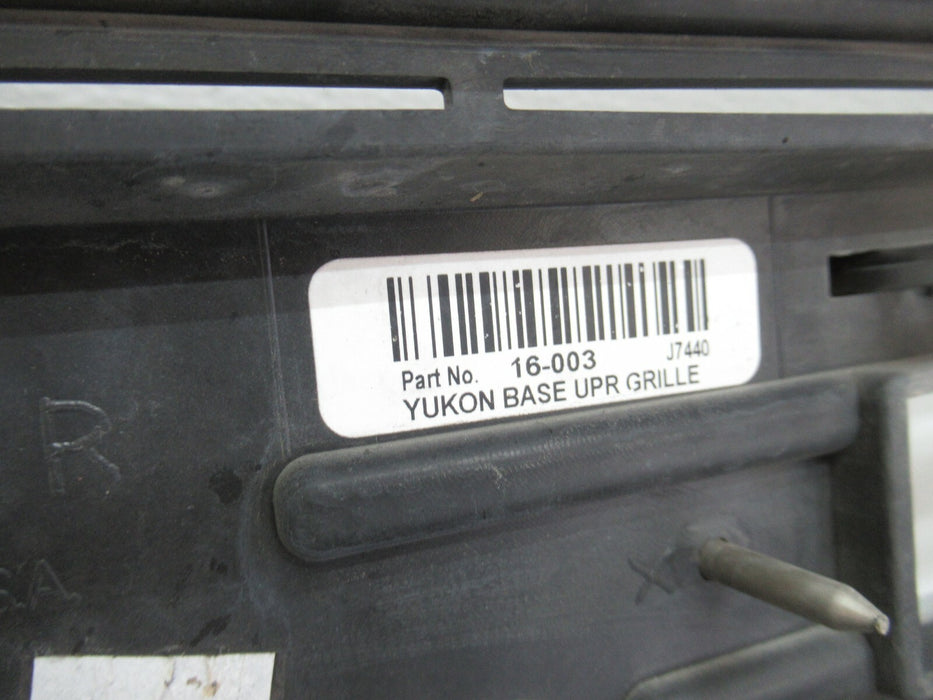 J7440
Part No. 16-003
YUKON BASE UPR GRILLE
R
X